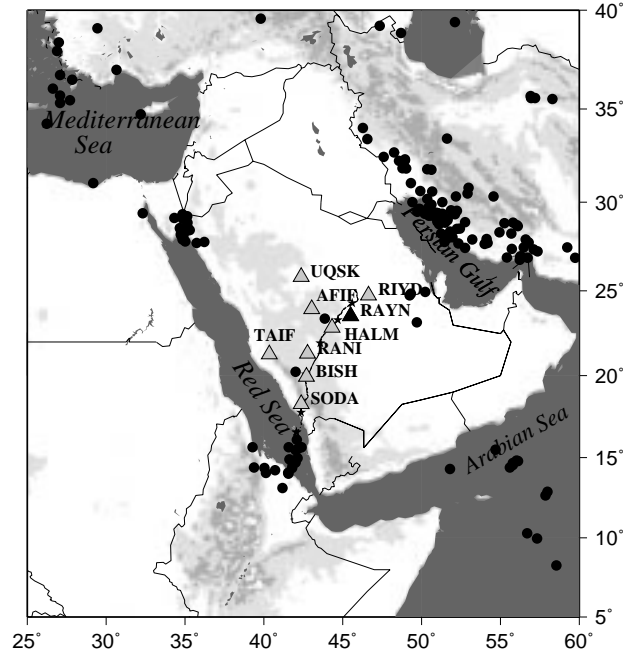 40°
35°
Mediterranean
Sea
30°
Persian Gulf
UQSK
RIYD
25°
AFIF
RAYN
TAIF
HALM
RANI
BISH
20°
Red Sea
SODA
Arabian Sea
15°
10°
5°
25° 30° 35° 40° 45° 50° 55° 60°